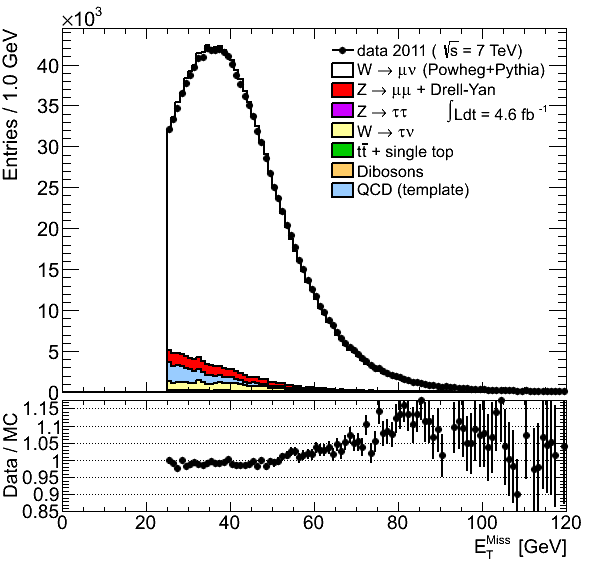 ×10³
Entries / 1.0 GeV
40
35
30
25
20
15
10
5
0
data 2011 ( √s = 7 TeV)
W → μν (Powheg+Pythia)
Z → μμ + Drell-Yan
Z → ττ
∫Ldt = 4.6 fb⁻¹
W → τν
tt̄ + single top
Dibosons
QCD (template)
Data / MC
1.15
1.1
1.05
1
0.95
0.9
0.85
0 20 40 60 80 100 120
E_T^Miss [GeV]